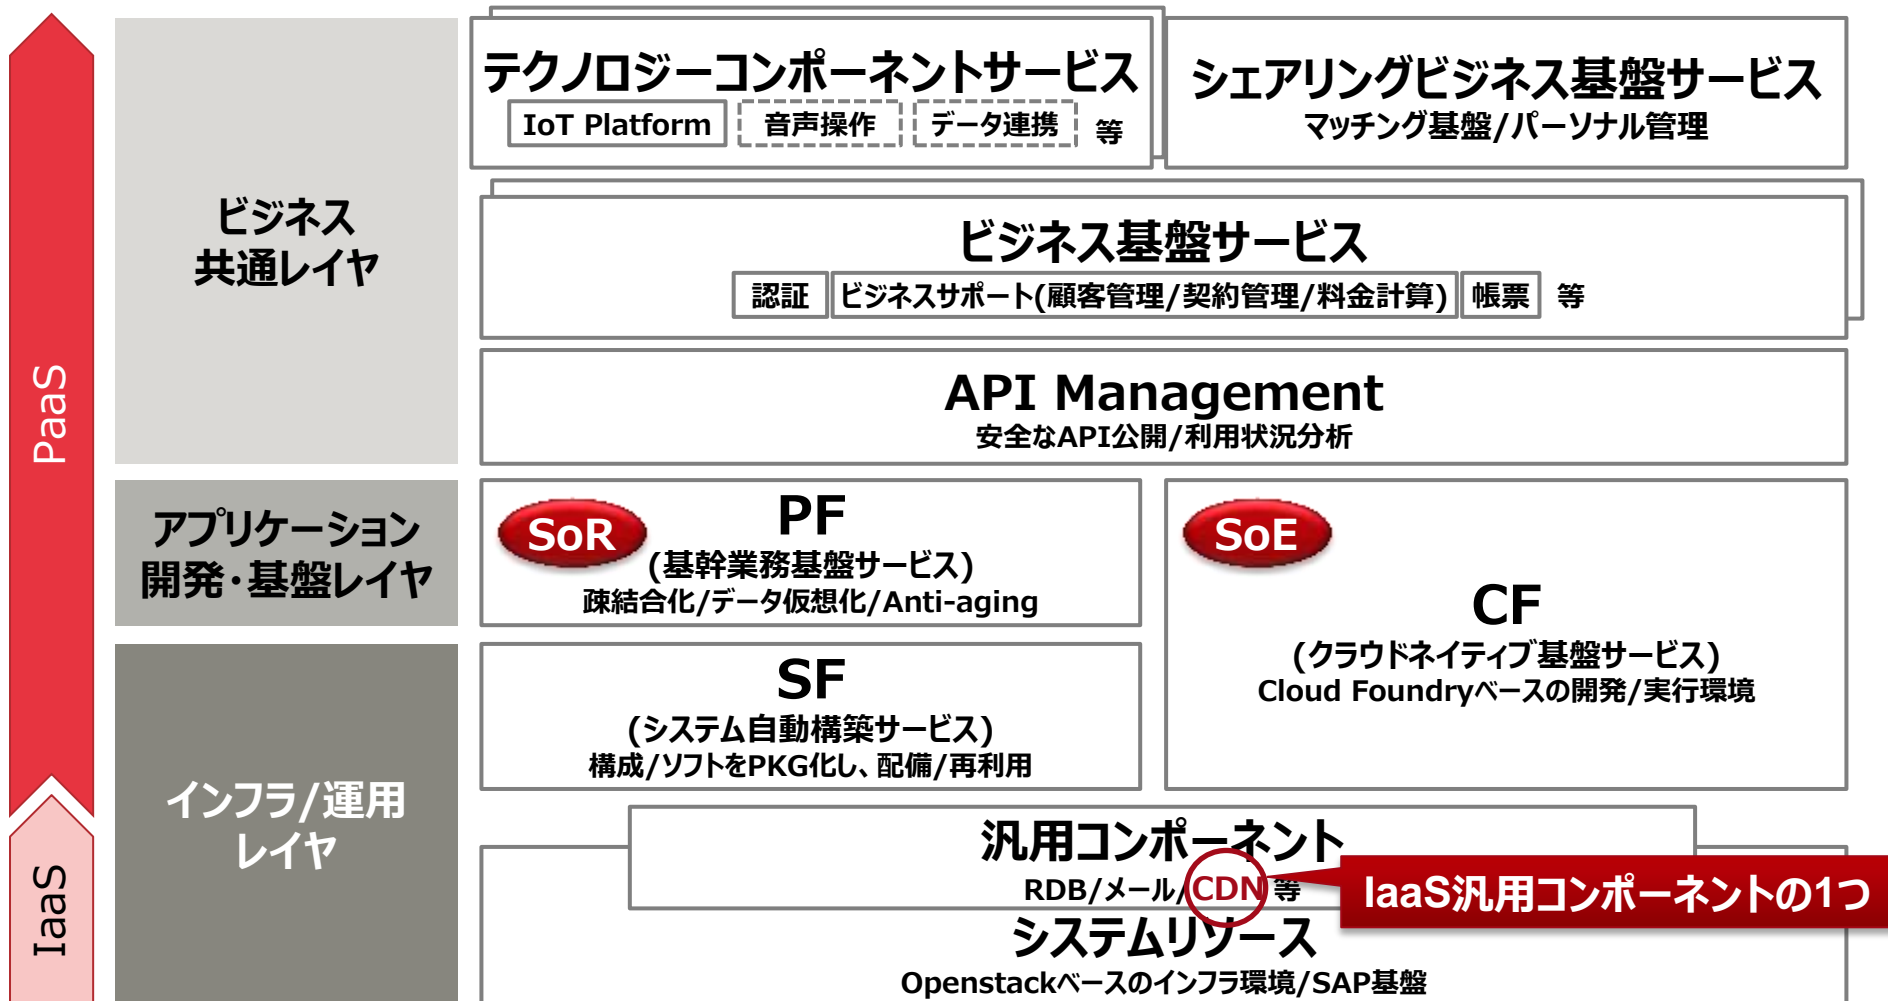 PaaS
IaaS
ビジネス
共通レイヤ
アプリケーション
開発・基盤レイヤ
インフラ/運用
レイヤ
テクノロジーコンポーネントサービス
IoT Platform 音声操作 データ連携 等
シェアリングビジネス基盤サービス
マッチング基盤/パーソナル管理
ビジネス基盤サービス
認証 ビジネスサポート(顧客管理/契約管理/料金計算) 帳票 等
API Management
安全なAPI公開/利用状況分析
SoR
PF
(基幹業務基盤サービス)
疎結合化/データ仮想化/Anti-aging
SoE
CF
(クラウドネイティブ基盤サービス)
Cloud Foundryベースの開発/実行環境
SF
(システム自動構築サービス)
構成/ソフトをPKG化し、配備/再利用
汎用コンポーネント
RDB/メール/CDN 等
IaaS汎用コンポーネントの1つ
システムリソース
Openstackベースのインフラ環境/SAP基盤